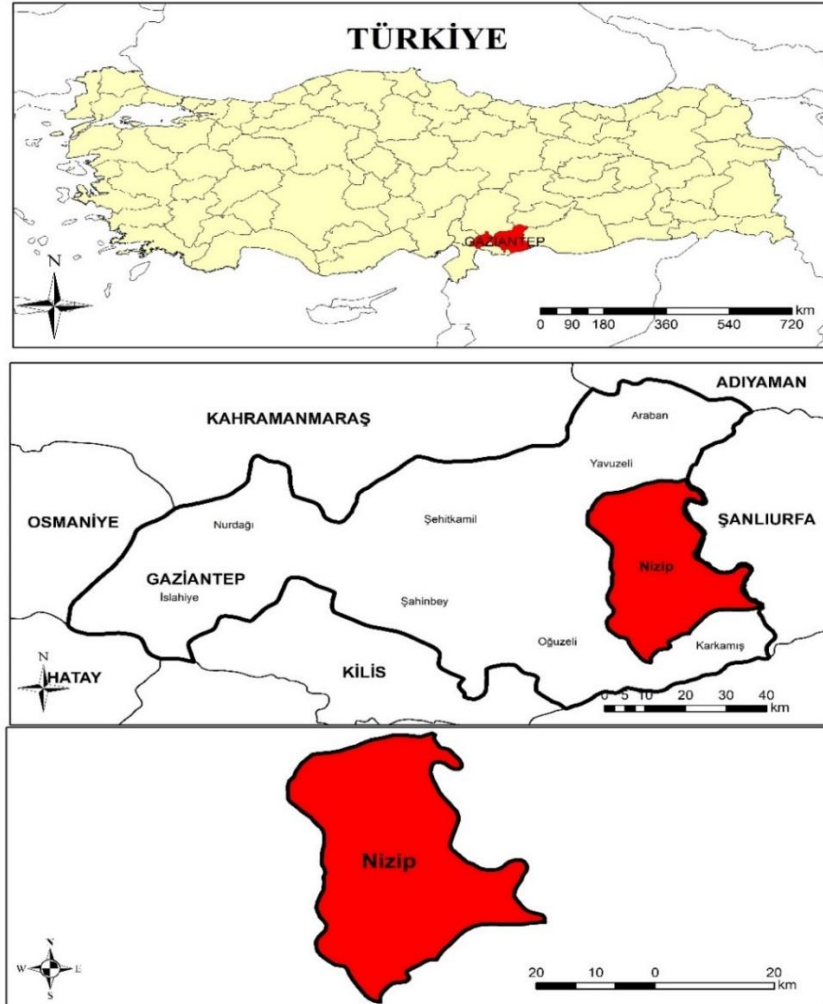 TÜRKİYE
GAZİANTEP
N
km
0 90 180 360 540 720
ADIYAMAN
KAHRAMANMARAŞ
Araban
Yavuzeli
OSMANİYE
Nurdağı
Şehitkamil
ŞANLIURFA
GAZİANTEP
Nizip
İslahiye
Şahinbey
Oğuzeli
Karkamış
N
HATAY
KİLİS
0 5 10 20 30 40
km
Nizip
N
W E
S
20 10 0 20
km